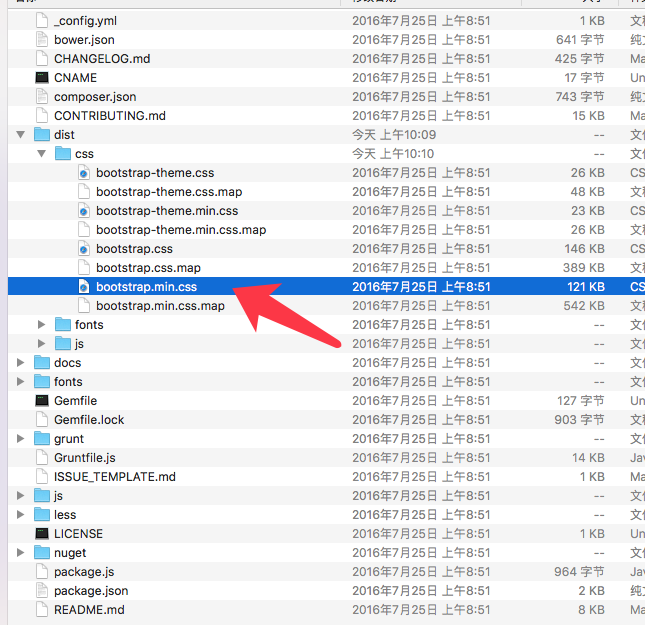 _config.yml 2016年7月25日 上午8:51 1 KB
bower.json 2016年7月25日 上午8:51 641 字节
CHANGELOG.md 2016年7月25日 上午8:51 425 字节 Ma
CNAME 2016年7月25日 上午8:51 17 字节 Un
composer.json 2016年7月25日 上午8:51 743 字节
CONTRIBUTING.md 2016年7月25日 上午8:51 15 KB Ma
dist 今天 上午10:09 --
css 今天 上午10:10 --
bootstrap-theme.css 2016年7月25日 上午8:51 26 KB CS
bootstrap-theme.css.map 2016年7月25日 上午8:51 48 KB
bootstrap-theme.min.css 2016年7月25日 上午8:51 23 KB CS
bootstrap-theme.min.css.map 2016年7月25日 上午8:51 26 KB
bootstrap.css 2016年7月25日 上午8:51 146 KB CS
bootstrap.css.map 2016年7月25日 上午8:51 389 KB
bootstrap.min.css 2016年7月25日 上午8:51 121 KB CS
bootstrap.min.css.map 2016年7月25日 上午8:51 542 KB
fonts 2016年7月25日 上午8:51 --
js 2016年7月25日 上午8:51 --
docs 2016年7月25日 上午8:51 --
fonts 2016年7月25日 上午8:51 --
Gemfile 2016年7月25日 上午8:51 127 字节 Un
Gemfile.lock 2016年7月25日 上午8:51 903 字节
grunt 2016年7月25日 上午8:51 --
Gruntfile.js 2016年7月25日 上午8:51 14 KB Jav
ISSUE_TEMPLATE.md 2016年7月25日 上午8:51 1 KB Ma
js 2016年7月25日 上午8:51 --
less 2016年7月25日 上午8:51 --
LICENSE 2016年7月25日 上午8:51 1 KB Un
nuget 2016年7月25日 上午8:51 --
package.js 2016年7月25日 上午8:51 964 字节 Jav
package.json 2016年7月25日 上午8:51 2 KB
README.md 2016年7月25日 上午8:51 8 KB Ma